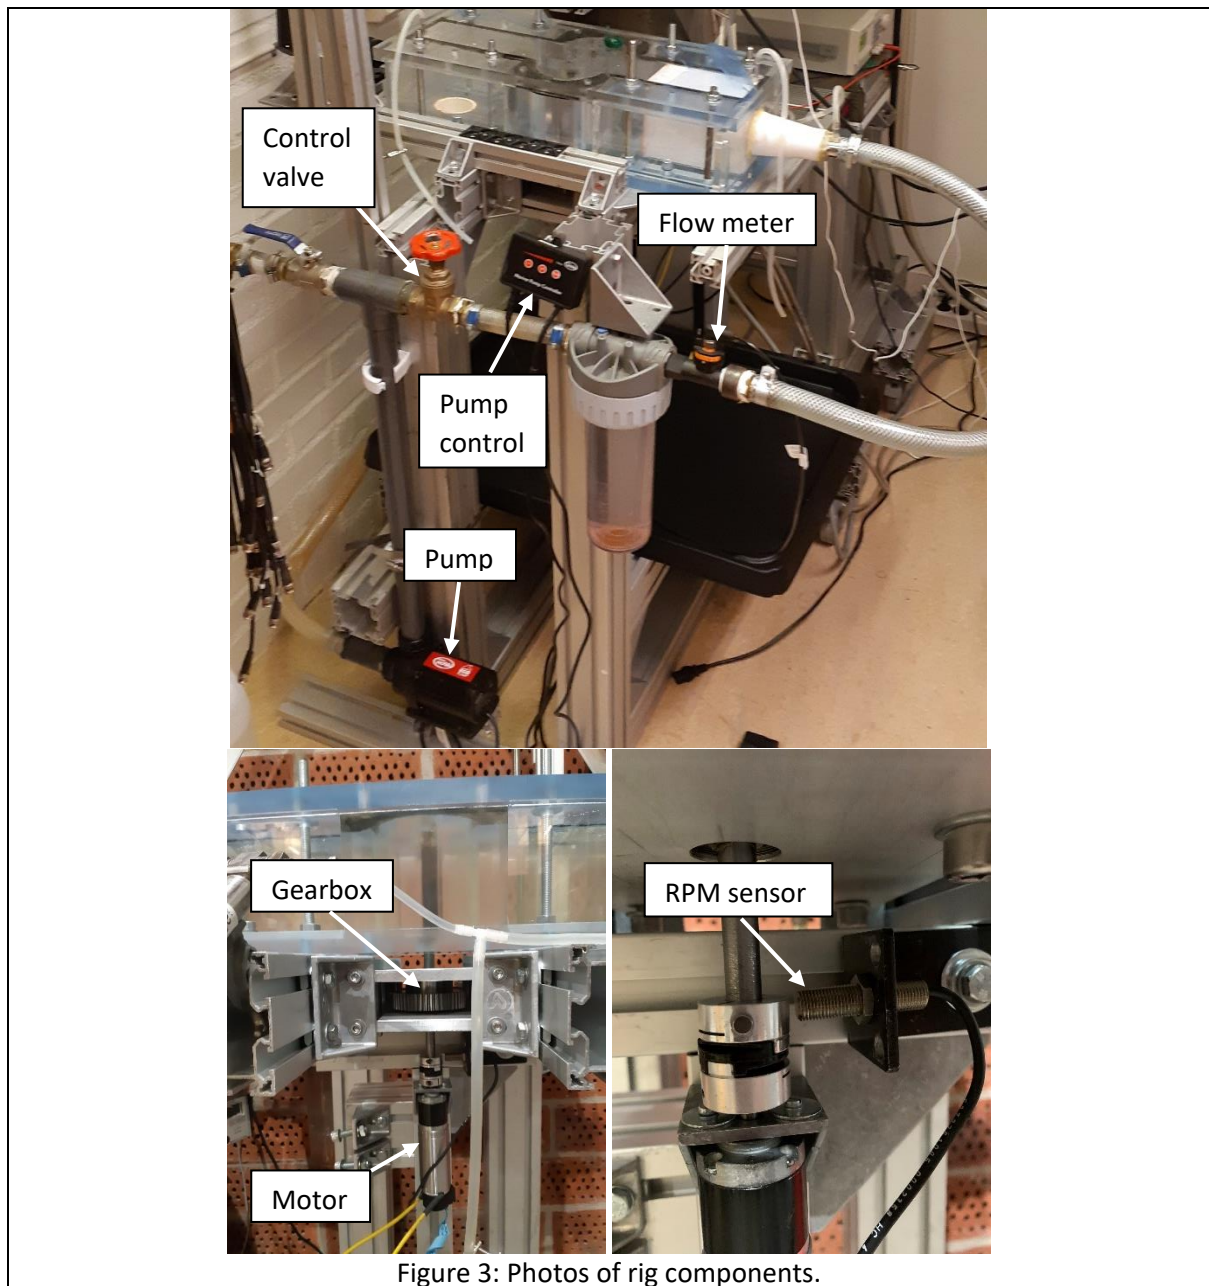 Control
valve
Flow meter
Pump
control
Pump
Gearbox
RPM sensor
Motor
Figure 3: Photos of rig components.